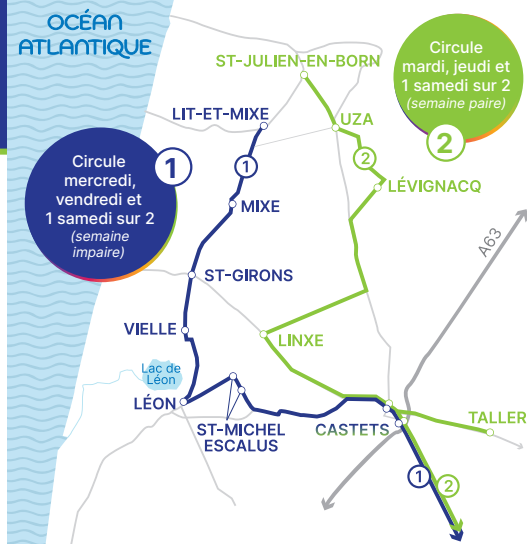 OCÉAN
ATLANTIQUE
Circule
mardi, jeudi et
1 samedi sur 2
(semaine paire)
2
ST-JULIEN-EN-BORN
LIT-ET-MIXE
UZA
1
Circule
mercredi,
vendredi et
1 samedi sur 2
(semaine
impaire)
1
2
LÉVIGNACQ
MIXE
A63
ST-GIRONS
VIELLE
LINXE
Lac de
Léon
LÉON
ST-MICHEL
ESCALUS
CASTETS
TALLER
1
2